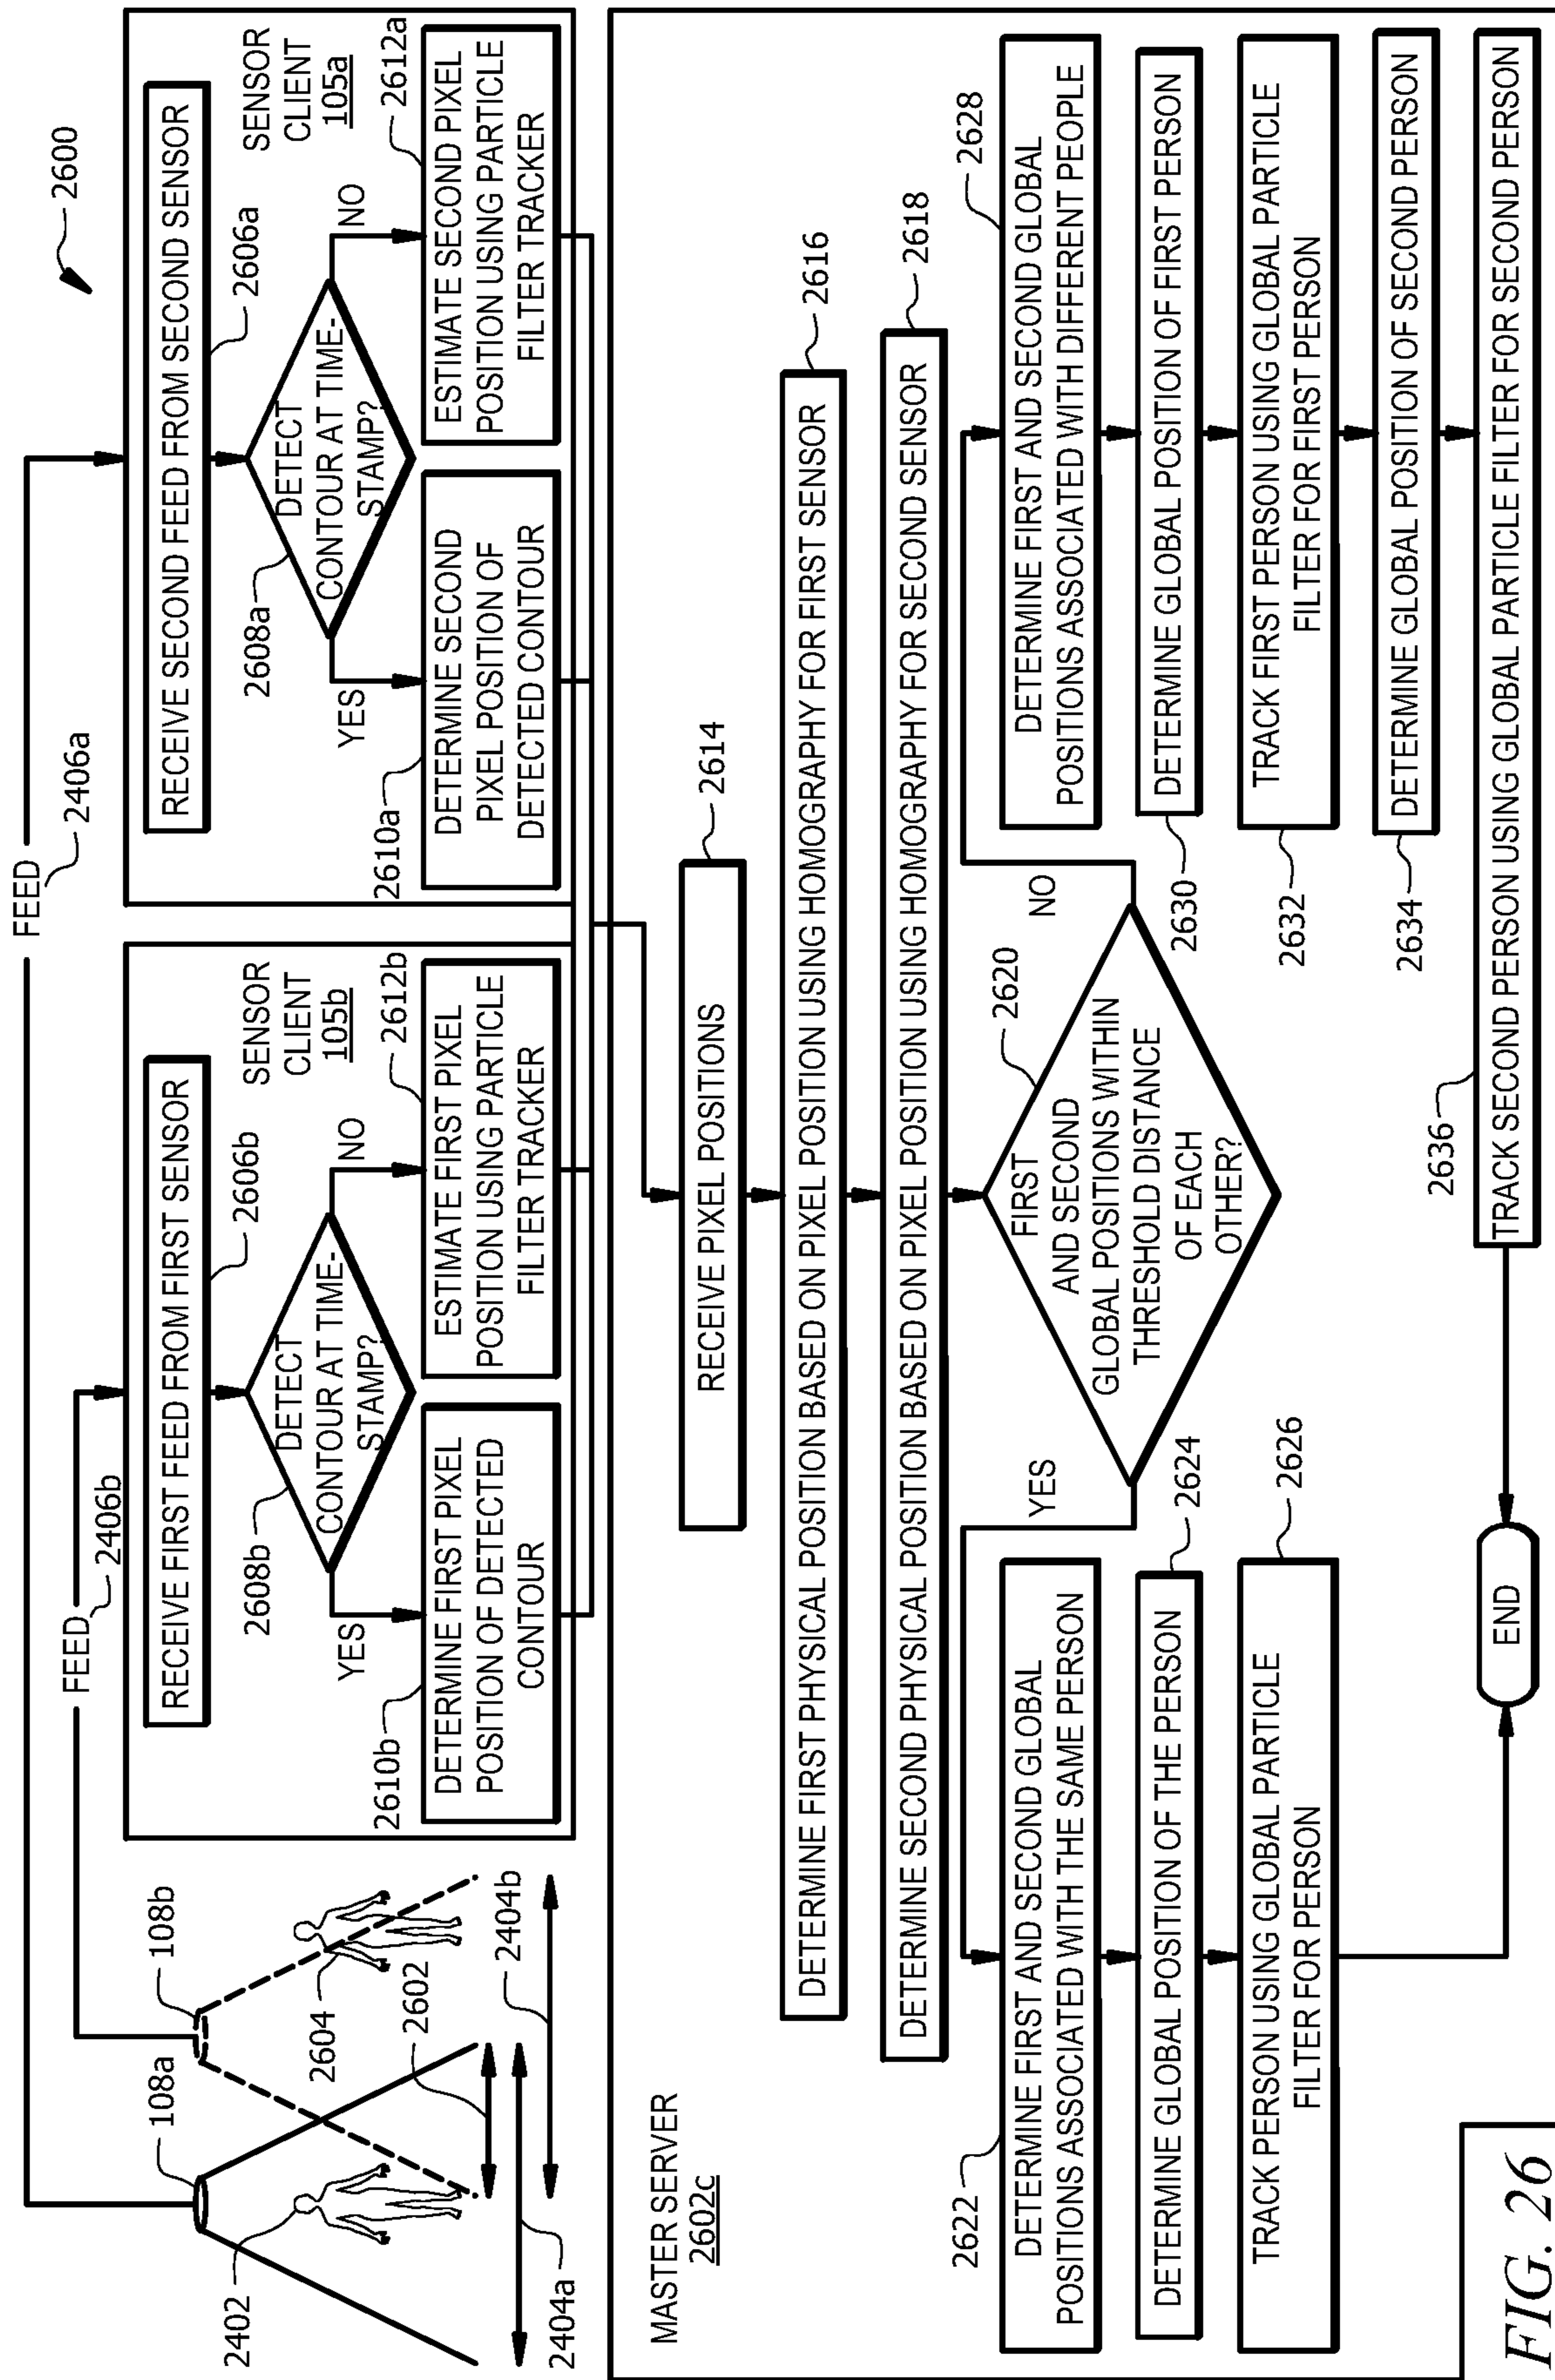 2600
FEED
2406a
FEED
2406b
108a
108b
2402
2604
2602
2404b
2404a
RECEIVE FIRST FEED FROM FIRST SENSOR
2606b
SENSOR
CLIENT
105b
DETECT
CONTOUR AT TIME-
STAMP?
2608b
YES
NO
2610b
DETERMINE FIRST PIXEL
POSITION OF DETECTED
CONTOUR
2612b
ESTIMATE FIRST PIXEL
POSITION USING PARTICLE
FILTER TRACKER
RECEIVE SECOND FEED FROM SECOND SENSOR
2606a
SENSOR
CLIENT
105a
DETECT
CONTOUR AT TIME-
STAMP?
2608a
YES
NO
2610a
DETERMINE SECOND
PIXEL POSITION OF
DETECTED CONTOUR
2612a
ESTIMATE SECOND PIXEL
POSITION USING PARTICLE
FILTER TRACKER
MASTER SERVER
2602c
RECEIVE PIXEL POSITIONS
2614
DETERMINE FIRST PHYSICAL POSITION BASED ON PIXEL POSITION USING HOMOGRAPHY FOR FIRST SENSOR
2616
DETERMINE SECOND PHYSICAL POSITION BASED ON PIXEL POSITION USING HOMOGRAPHY FOR SECOND SENSOR
2618
FIRST
AND SECOND
GLOBAL POSITIONS WITHIN
THRESHOLD DISTANCE
OF EACH
OTHER?
2620
YES
NO
2622
DETERMINE FIRST AND SECOND GLOBAL
POSITIONS ASSOCIATED WITH THE SAME PERSON
DETERMINE GLOBAL POSITION OF THE PERSON
2624
TRACK PERSON USING GLOBAL PARTICLE
FILTER FOR PERSON
2626
DETERMINE FIRST AND SECOND GLOBAL
POSITIONS ASSOCIATED WITH DIFFERENT PEOPLE
2628
2630
DETERMINE GLOBAL POSITION OF FIRST PERSON
2632
TRACK FIRST PERSON USING GLOBAL PARTICLE
FILTER FOR FIRST PERSON
2634
DETERMINE GLOBAL POSITION OF SECOND PERSON
2636
TRACK SECOND PERSON USING GLOBAL PARTICLE FILTER FOR SECOND PERSON
END
FIG. 26